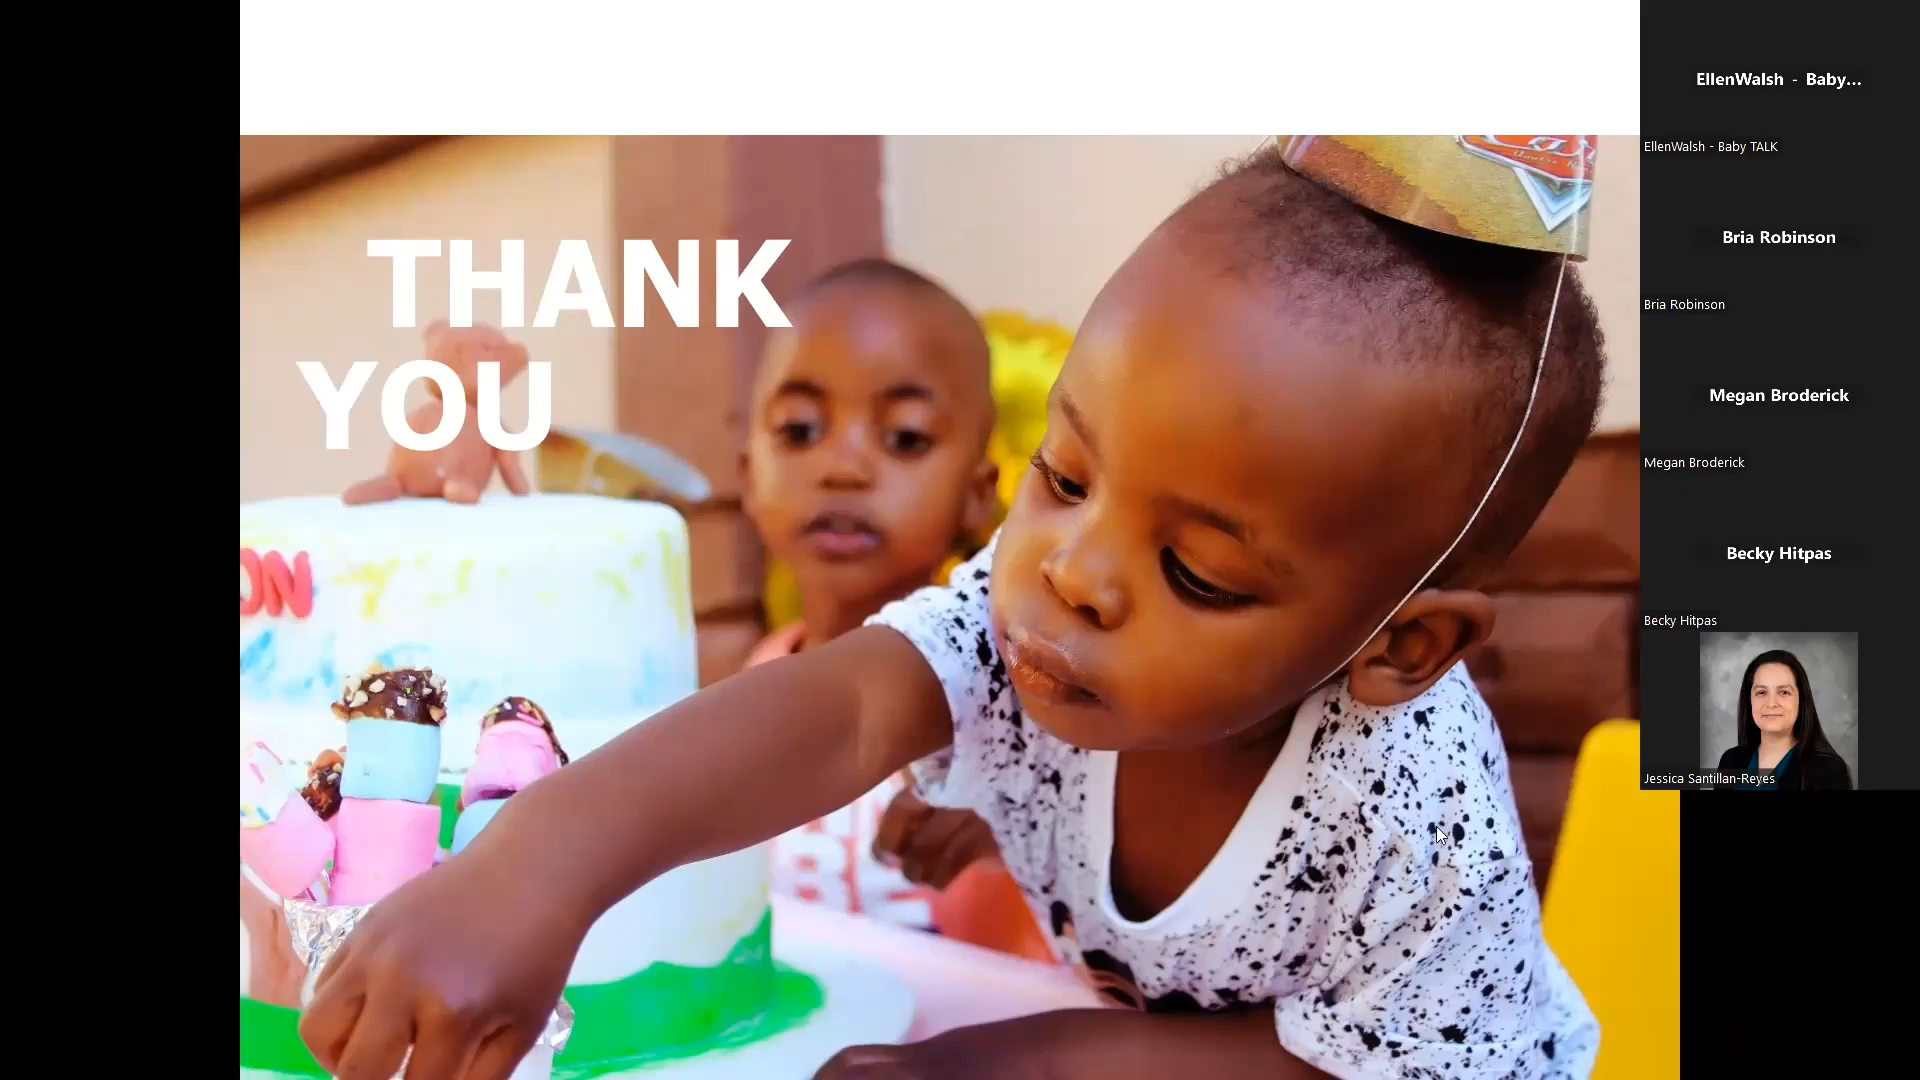 THANK
YOU
ON
EllenWalsh - Baby...
EllenWalsh - Baby TALK
Bria Robinson
Bria Robinson
Megan Broderick
Megan Broderick
Becky Hitpas
Becky Hitpas
Jessica Santillan-Reyes